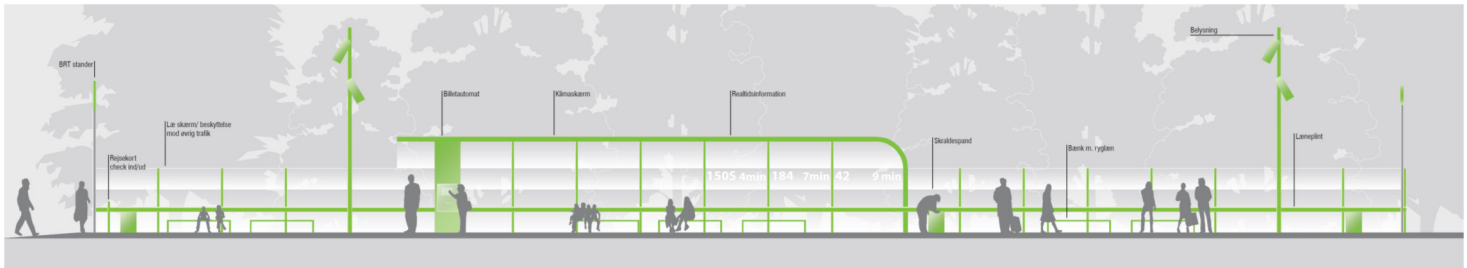 BRT stander
Rejsekort
check ind/ud
Læ skærm/ beskyttelse
mod øvrig trafik
Billetautomat
Klimaskærm
Realtidsinformation
150S 4min 184 7min 42 9 min
Skraldespand
Bænk m. ryglæn
Belysning
Læneplint